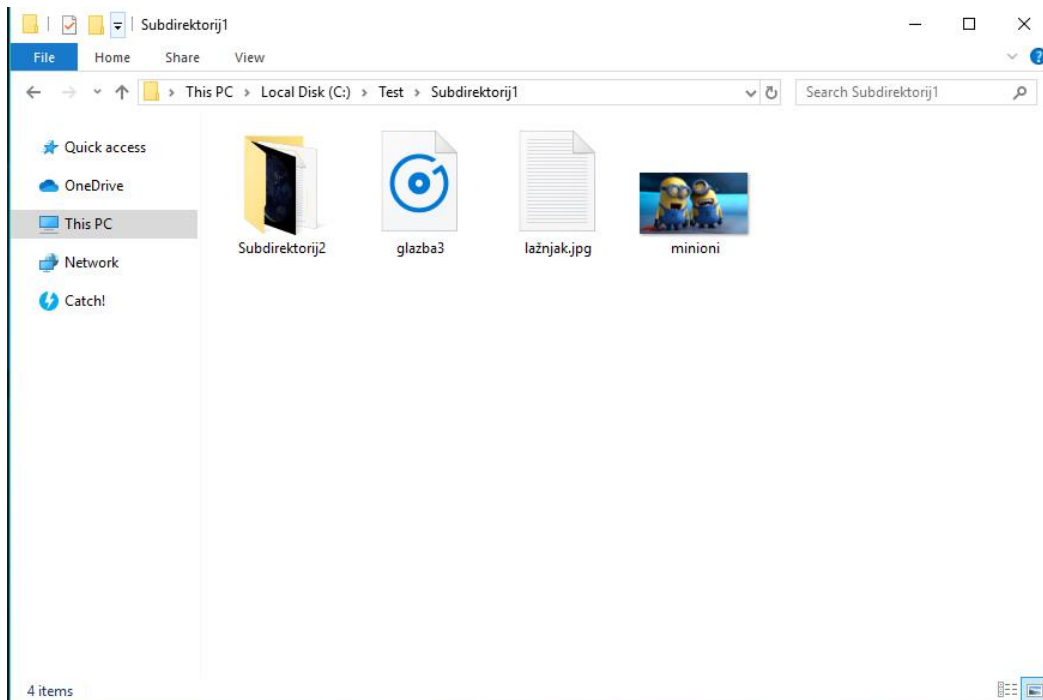 Subdirektorij1
File Home Share View
This PC > Local Disk (C:) > Test > Subdirektorij1
Search Subdirektorij1
Quick access
OneDrive
This PC
Network
Catch!
Subdirektorij2 glazba3 lažnjak.jpg minioni
4 items